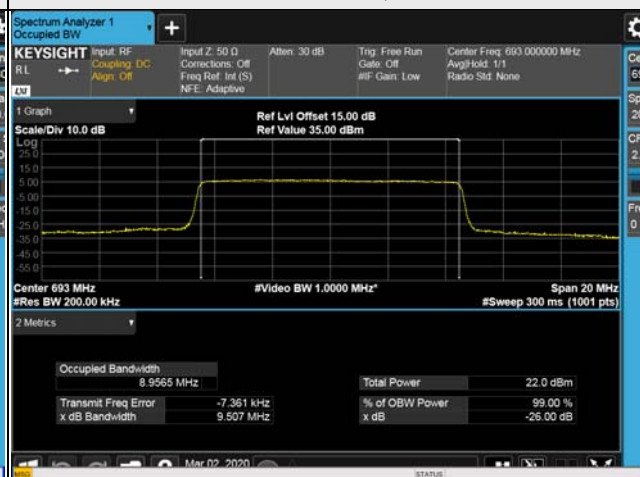 Spectrum Analyzer 1
Occupied BW
KEYSIGHT
RL
LXI
Input: RF
Coupling: DC
Align: Off
Input Z: 50 Ω
Corrections: Off
Freq Ref: Int (S)
NFE: Adaptive
Atten: 30 dB
Trig: Free Run
Gate: Off
#IF Gain: Low
Center Freq: 693.000000 MHz
Avg|Hold: 1/1
Radio Std: None
1 Graph
Scale/Div 10.0 dB
Ref Lvl Offset 15.00 dB
Ref Value 35.00 dBm
Log
25.0
15.0
5.00
-5.00
-15.0
-25.0
-35.0
-45.0
-55.0
Center 693 MHz
#Res BW 200.00 kHz
#Video BW 1.0000 MHz*
Span 20 MHz
#Sweep 300 ms (1001 pts)
2 Metrics
Occupied Bandwidth
8.9565 MHz
Total Power 22.0 dBm
Transmit Freq Error -7.361 kHz
% of OBW Power 99.00 %
x dB Bandwidth 9.507 MHz
x dB -26.00 dB
Mar 02, 2020
MSG
STATUS